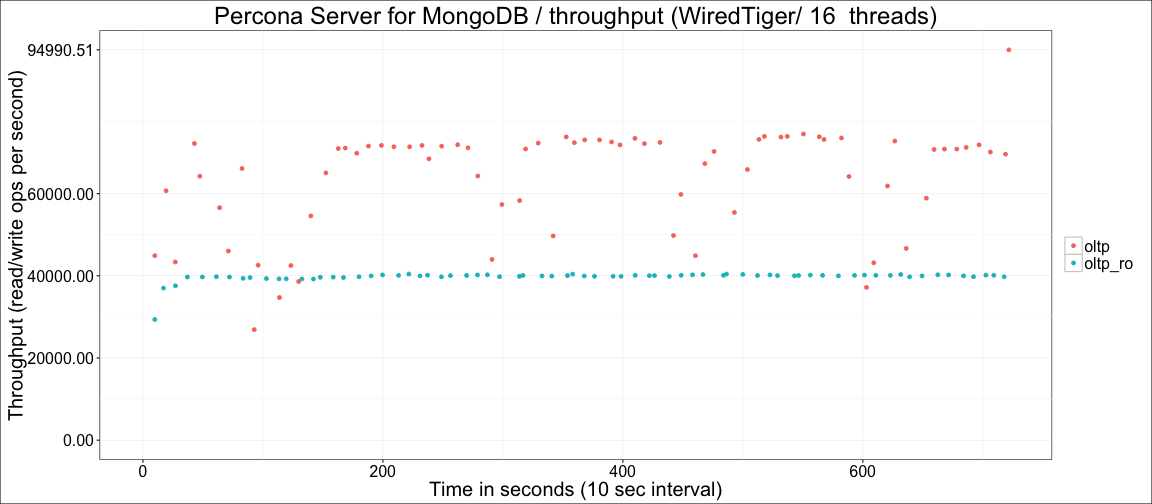 Percona Server for MongoDB / throughput (WiredTiger/ 16  threads)
Throughput (read/write ops per second)
94990.51
60000.00
40000.00
20000.00
0.00
0
200
400
600
Time in seconds (10 sec interval)
oltp
oltp_ro